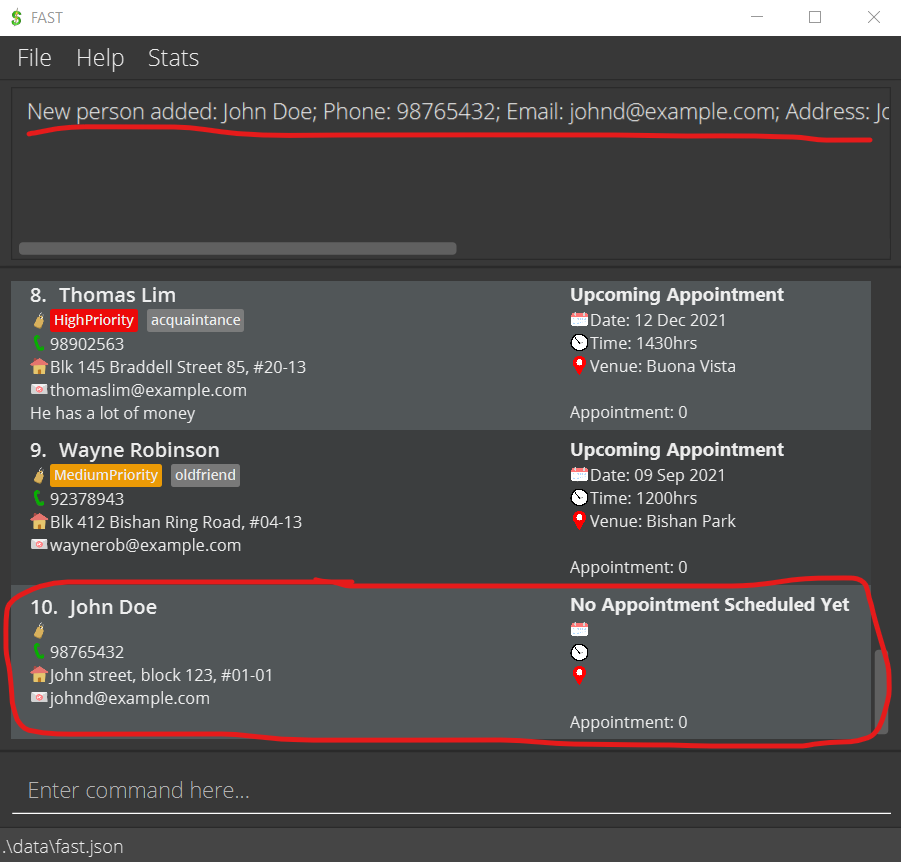 FAST
File Help Stats
New person added: John Doe; Phone: 98765432; Email: johnd@example.com; Address:
8. Thomas Lim
HighPriority acquaintance
98902563
Blk 145 Braddell Street 85, #20-13
thomaslim@example.com
He has a lot of money
Upcoming Appointment
Date: 12 Dec 2021
Time: 1430hrs
Venue: Buona Vista
Appointment: 0
9. Wayne Robinson
MediumPriority oldfriend
92378943
Blk 412 Bishan Ring Road, #04-13
waynerob@example.com
Upcoming Appointment
Date: 09 Sep 2021
Time: 1200hrs
Venue: Bishan Park
Appointment: 0
10. John Doe
98765432
John street, block 123, #01-01
johnd@example.com
No Appointment Scheduled Yet
Appointment: 0
Enter command here...
.\data\fast.json